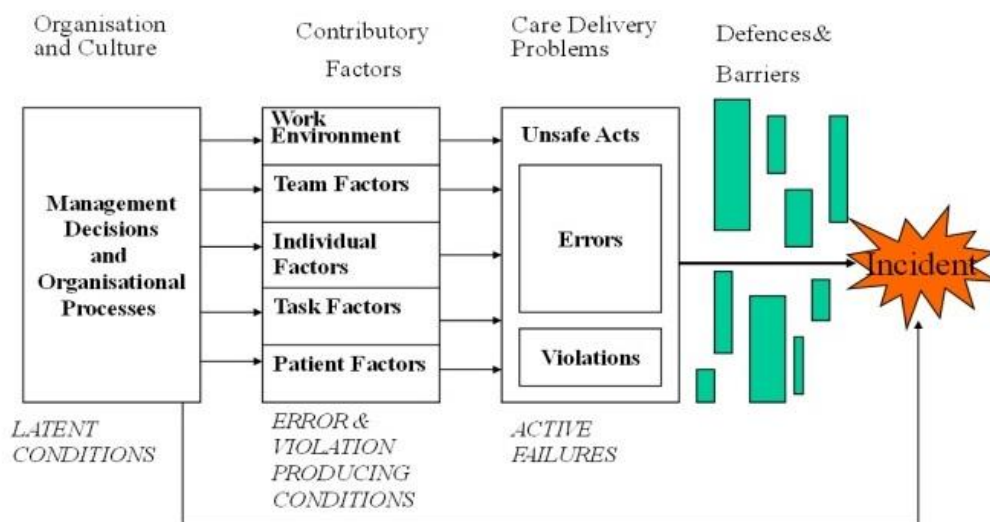 Organisation
and Culture
Contributory
Factors
Care Delivery
Problems
Defences&
Barriers
Management
Decisions
and
Organisational
Processes
Work
Environment
Team Factors
Individual
Factors
Task Factors
Patient Factors
Unsafe Acts
Errors
Violations
Incident
LATENT
CONDITIONS
ERROR &
VIOLATION
PRODUCING
CONDITIONS
ACTIVE
FAILURES